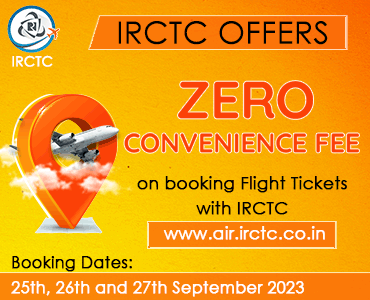 IRCTC
IRCTC OFFERS
ZERO
CONVENIENCE FEE
on booking Flight Tickets
with IRCTC
www.air.irctc.co.in
Booking Dates:
25th, 26th and 27th September 2023